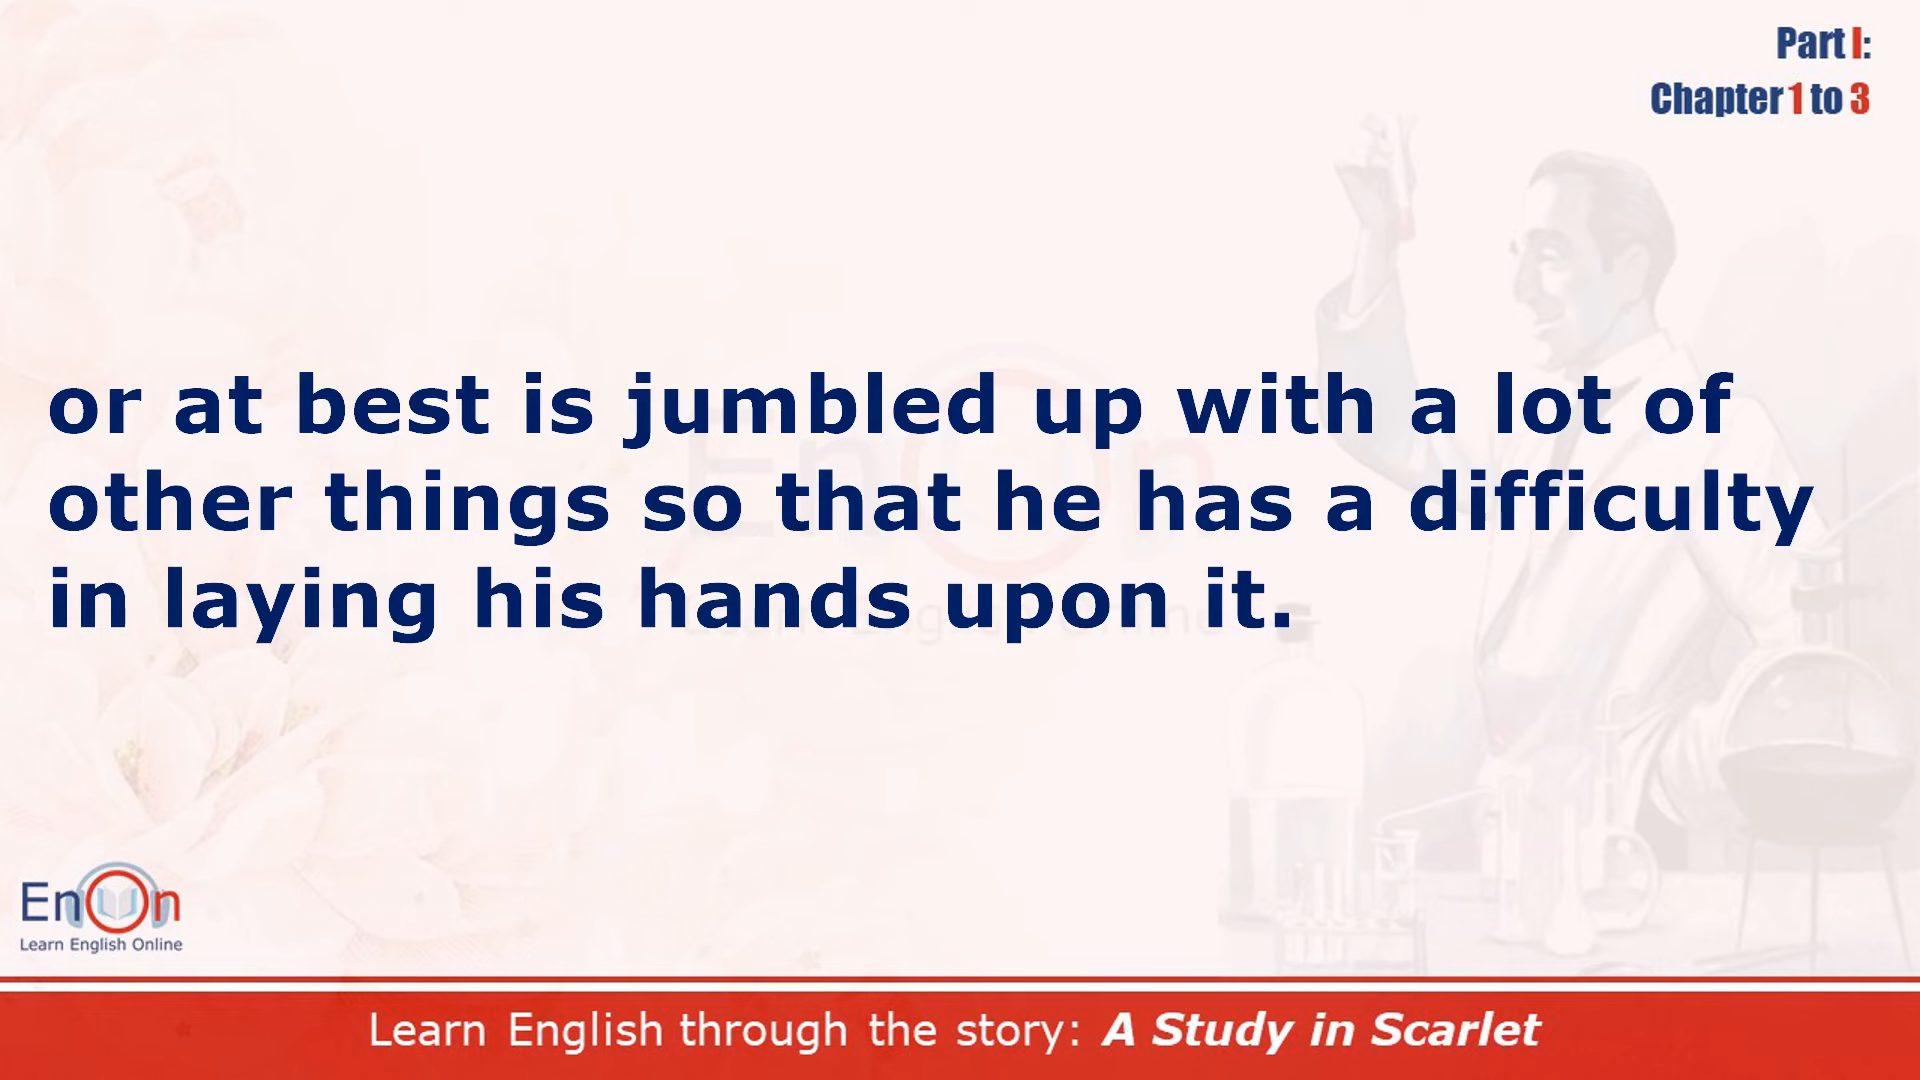 Part I:
Chapter 1 to 3
or at best is jumbled up with a lot of
other things so that he has a difficulty
in laying his hands upon it.
EnOn
Learn English Online
Learn English through the story: A Study in Scarlet